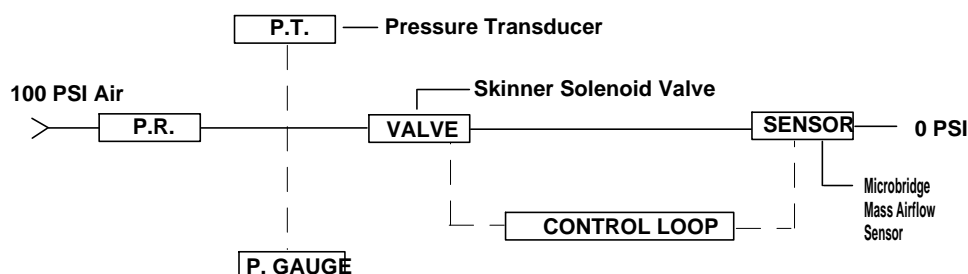 P.T.
Pressure Transducer
100 PSI Air
Skinner Solenoid Valve
P.R.
VALVE
SENSOR
0 PSI
Microbridge
Mass Airflow
Sensor
CONTROL LOOP
P. GAUGE